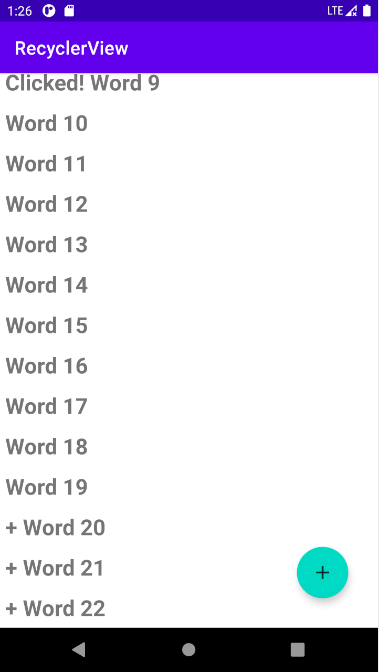 1:26 LTE
RecyclerView
Clicked! Word 9
Word 10
Word 11
Word 12
Word 13
Word 14
Word 15
Word 16
Word 17
Word 18
Word 19
+ Word 20
+ Word 21
+ Word 22
+